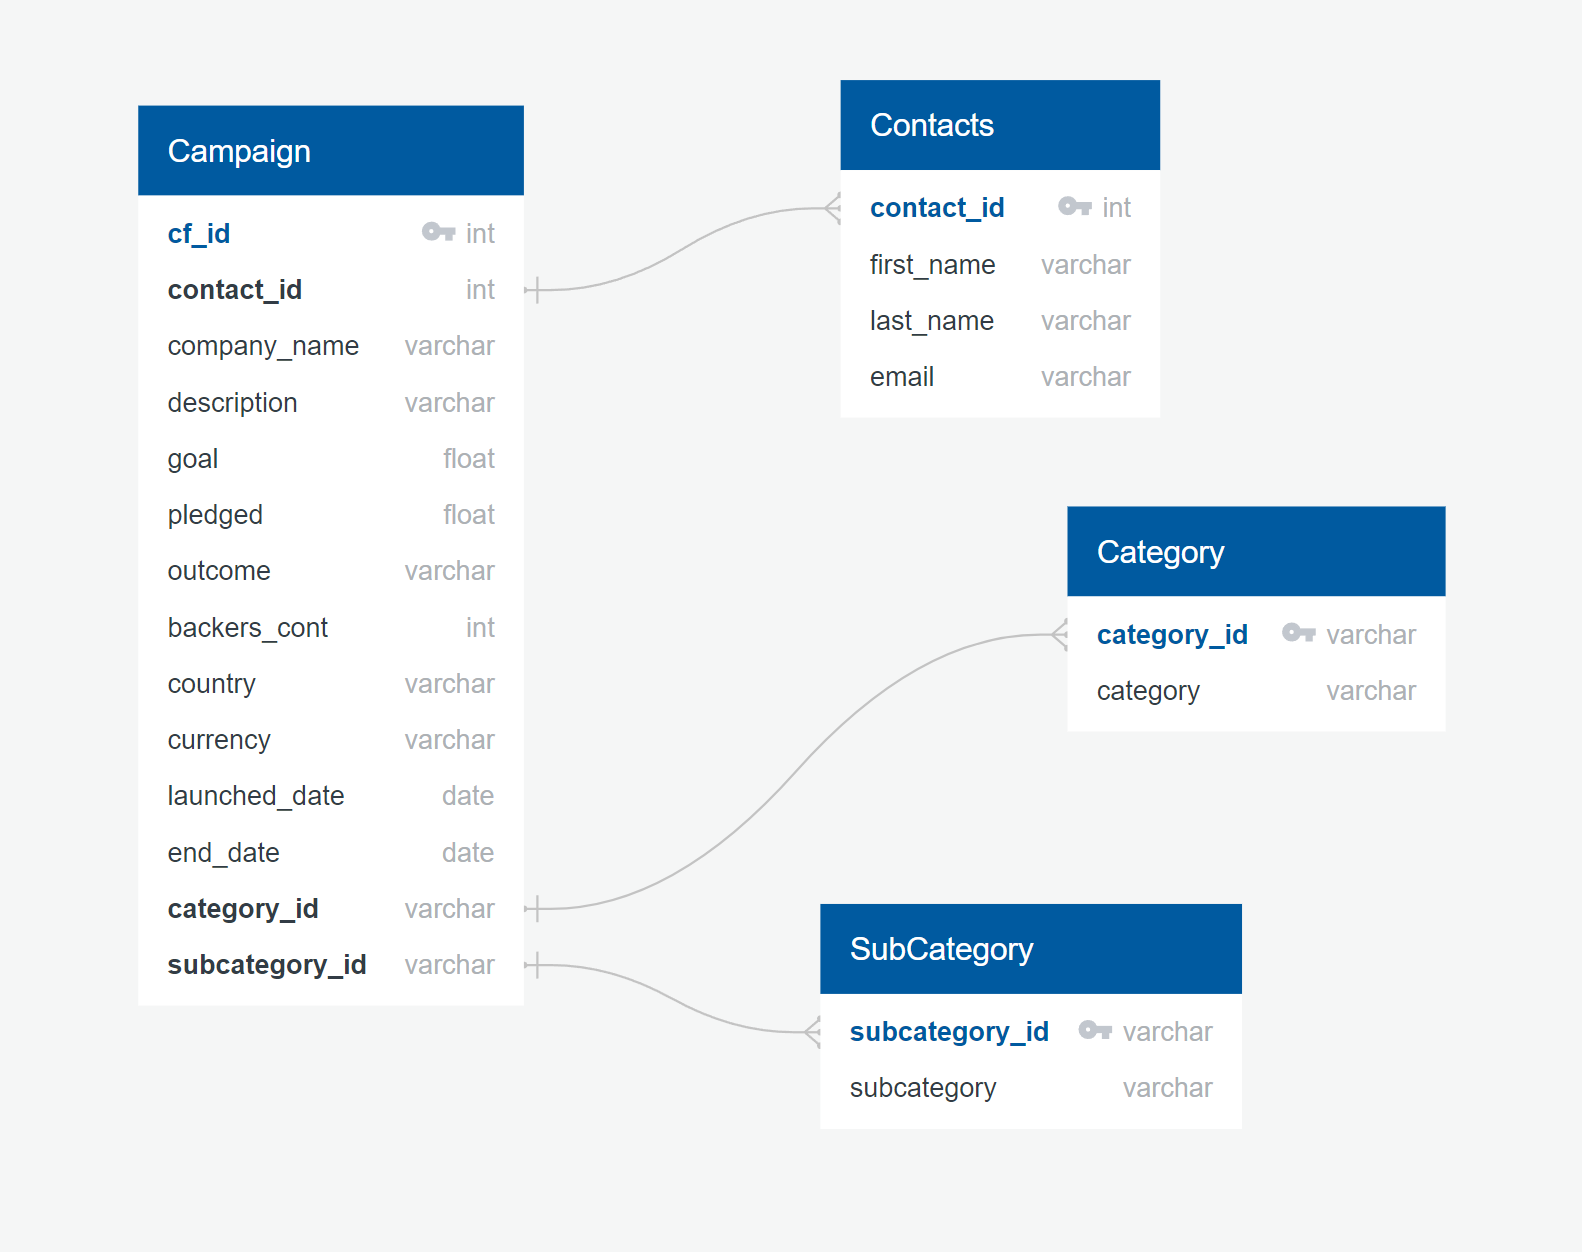 Campaign
cf_id int
contact_id int
company_name varchar
description varchar
goal float
pledged float
outcome varchar
backers_cont int
country varchar
currency varchar
launched_date date
end_date date
category_id varchar
subcategory_id varchar
Contacts
contact_id int
first_name varchar
last_name varchar
email varchar
Category
category_id varchar
category varchar
SubCategory
subcategory_id varchar
subcategory varchar